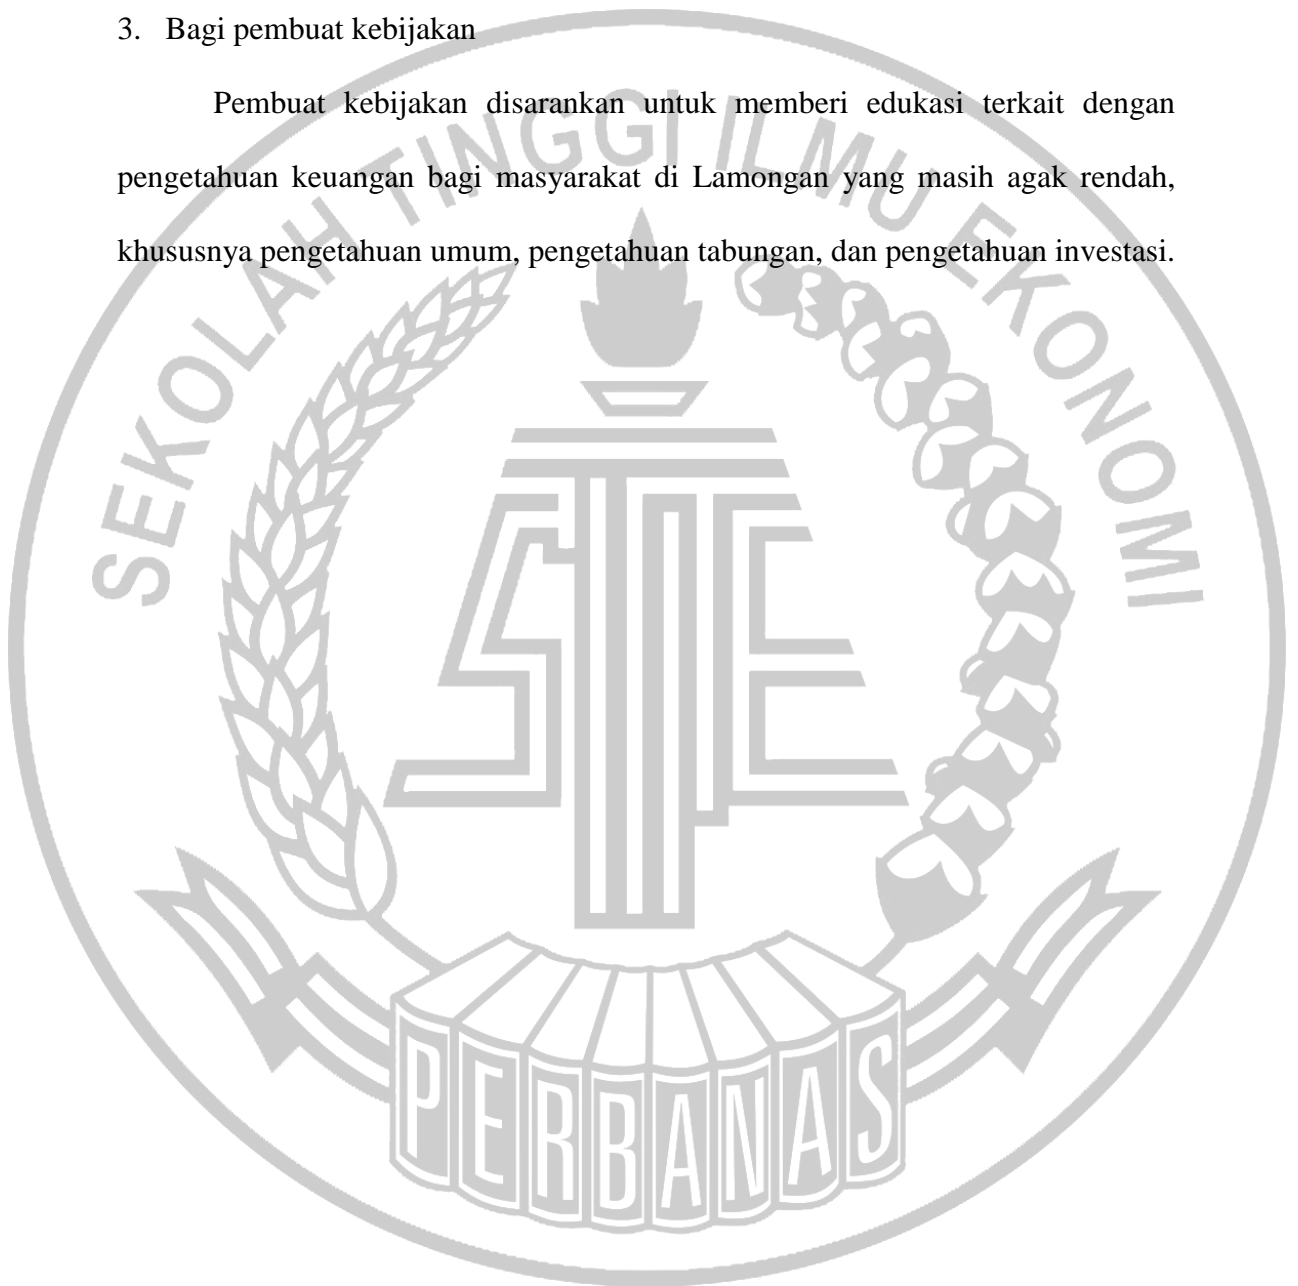 3. Bagi pembuat kebijakan
Pembuat kebijakan disarankan untuk memberi edukasi terkait dengan
pengetahuan keuangan bagi masyarakat di Lamongan yang masih agak rendah,
khususnya pengetahuan umum, pengetahuan tabungan, dan pengetahuan investasi.
SEKOLAH TINGGI ILMU EKONOMI
STIE
PERBANAS